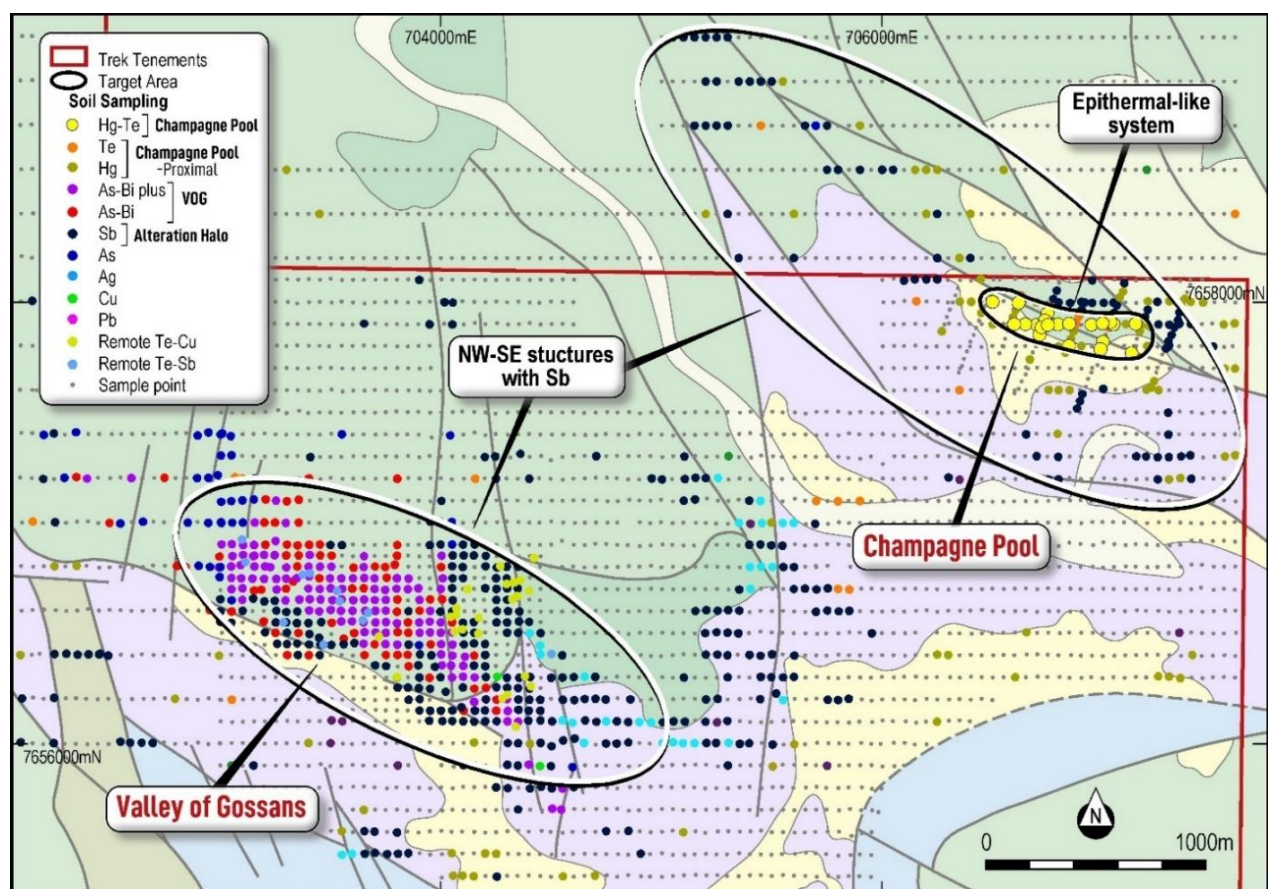 704000mE
706000mE
Trek Tenements
Target Area
Soil Sampling
Hg-Te ] Champagne Pool
Te
Hg
Champagne Pool
-Proximal
As-Bi plus
As-Bi
VOG
Sb ] Alteration Halo
As
Ag
Cu
Pb
Remote Te-Cu
Remote Te-Sb
Sample point
Epithermal-like
system
7658000mN
NW-SE stuctures
with Sb
Champagne Pool
7656000mN
Valley of Gossans
N
0 1000m